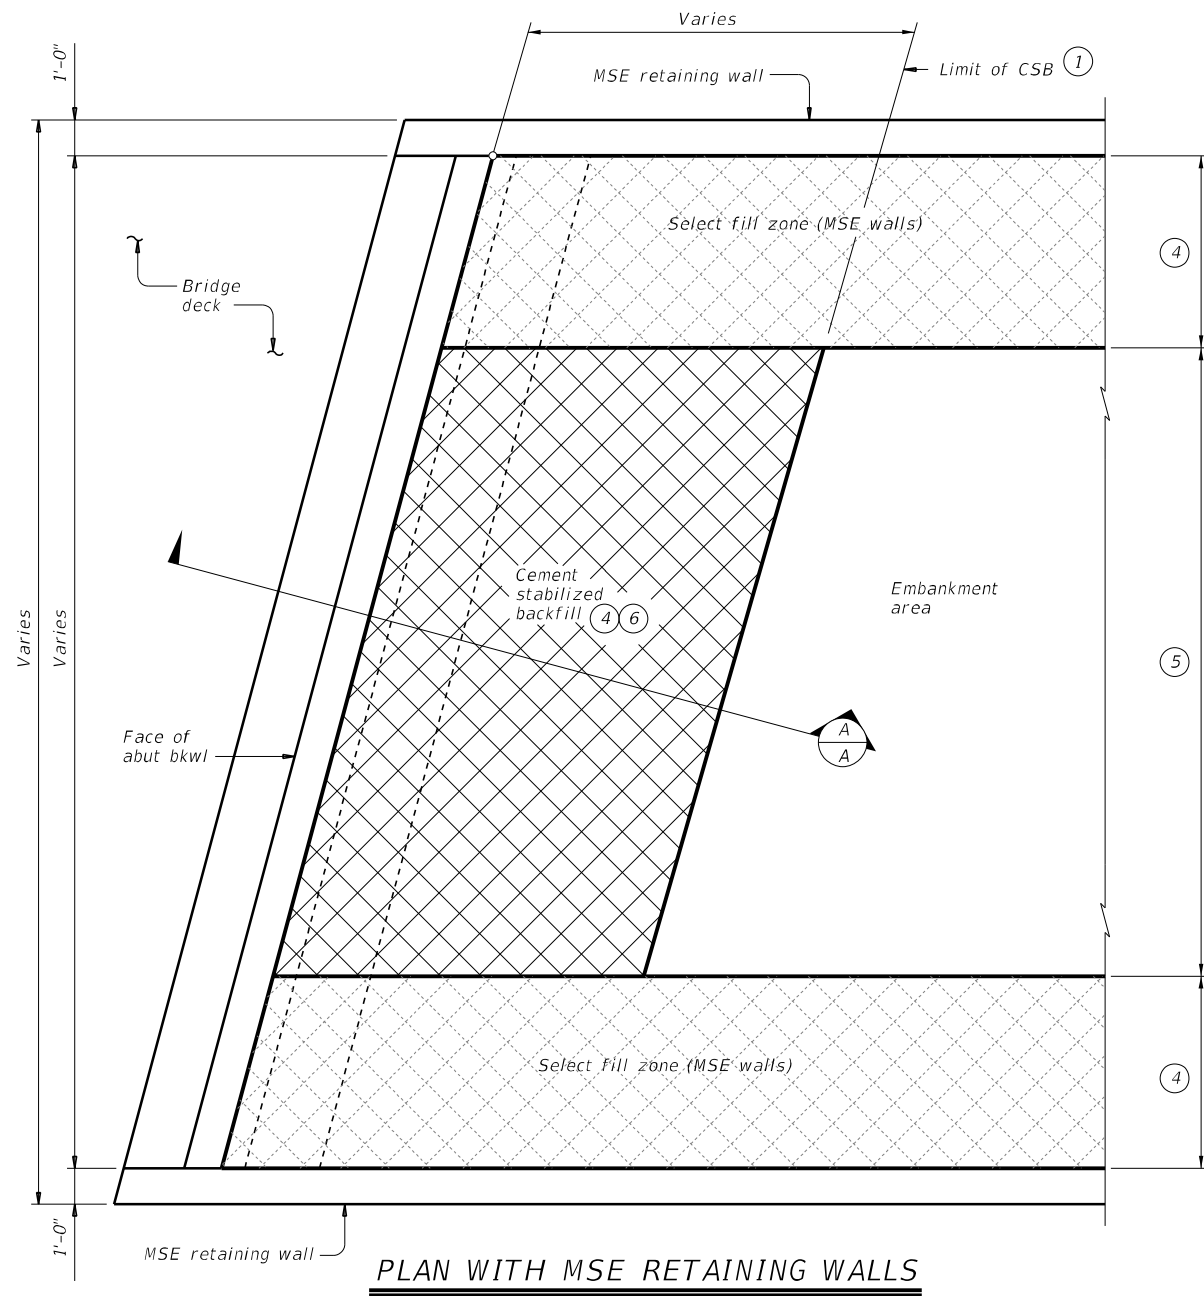 Varies
1'-0"
MSE retaining wall
Limit of CSB 1
Select fill zone (MSE walls)
4
Bridge
deck
Cement
stabilized
backfill 4 6
Embankment
area
Varies
Varies
5
Face of
abut bkwl
A
A
Select fill zone (MSE walls)
4
1'-0"
MSE retaining wall
PLAN WITH MSE RETAINING WALLS